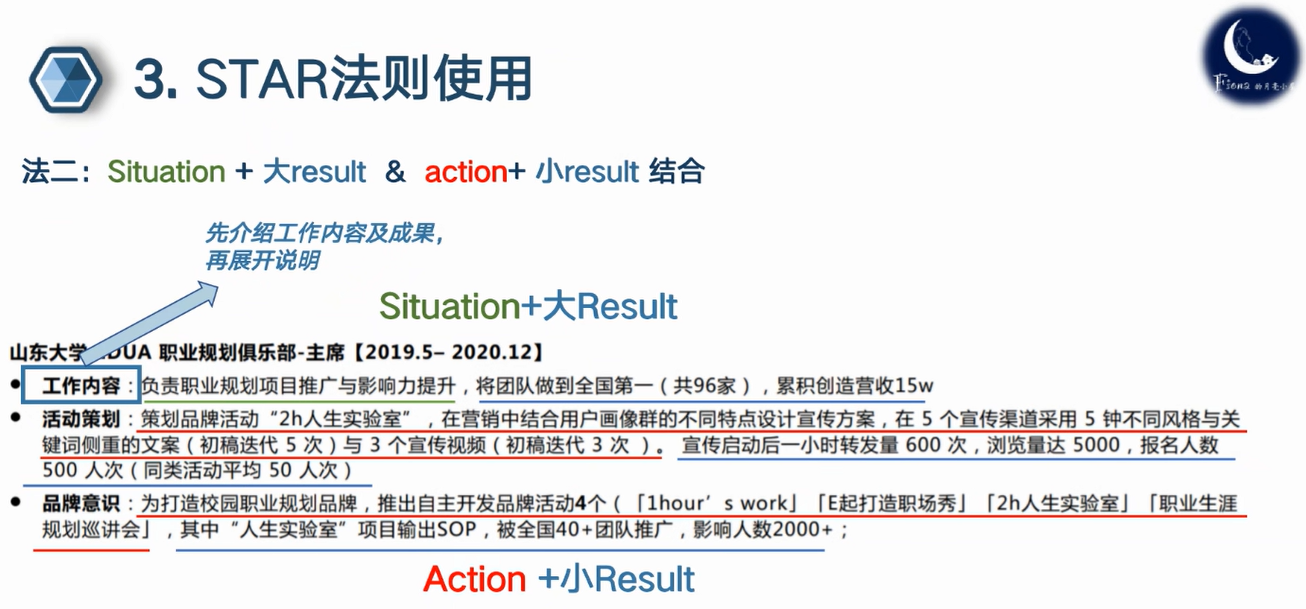 3. STAR法则使用
法二：Situation + 大result & action+ 小result 结合
先介绍工作内容及成果，
再展开说明
Situation+大Result
山东大学 DUA 职业规划俱乐部-主席【2019.5– 2020.12】
● 工作内容：负责职业规划项目推广与影响力提升，将团队做到全国第一（共96家），累积创造营收15w
● 活动策划：策划品牌活动“2h人生实验室”，在营销中结合用户画像群的不同特点设计宣传方案，在 5 个宣传渠道采用 5 钟不同风格与关
键词侧重的文案（初稿迭代 5 次）与 3 个宣传视频（初稿迭代 3 次 ）。 宣传启动后一小时转发量 600 次，浏览量达 5000，报名人数
500 人次（同类活动平均 50 人次）
● 品牌意识：为打造校园职业规划品牌，推出自主开发品牌活动4个（「1hour’s work」「E起打造职场秀」「2h人生实验室」「职业生涯
规划巡讲会」，其中“人生实验室”项目输出SOP，被全国40+团队推广，影响人数2000+；
Action +小Result
Fiona 的月亮小